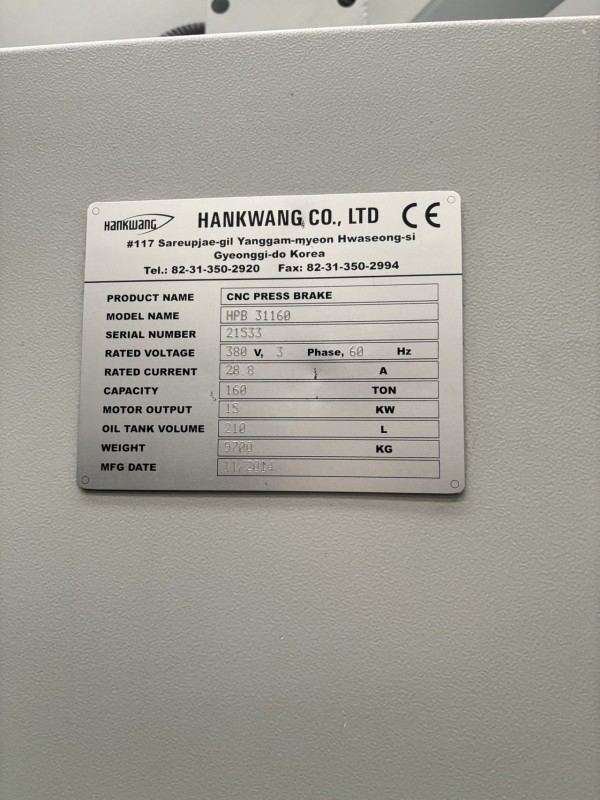 HANKWANG
HANKWANG CO., LTD CE
#117 Sareupjae-gil Yanggam-myeon Hwaseong-si
Gyeonggi-do Korea
Tel.: 82-31-350-2920 Fax: 82-31-350-2994
PRODUCT NAME CNC PRESS BRAKE
MODEL NAME HPB 31160
SERIAL NUMBER 21533
RATED VOLTAGE 380 V, 3 Phase, 60 Hz
RATED CURRENT 28 8 A
CAPACITY 160 TON
MOTOR OUTPUT 15 KW
OIL TANK VOLUME 210 L
WEIGHT 9700 KG
MFG DATE 11/2014